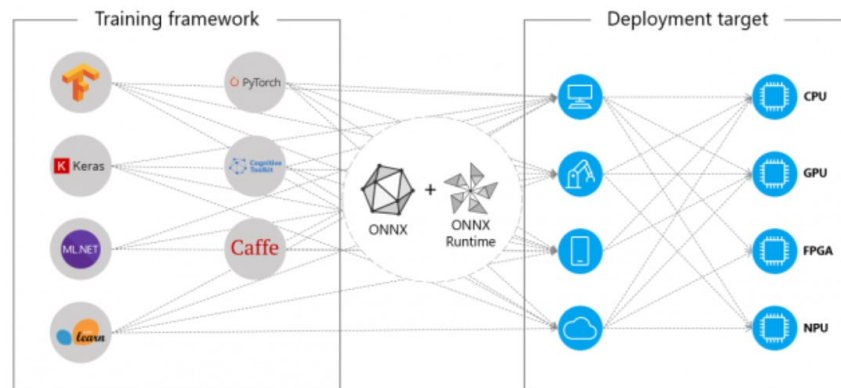 Training framework
Deployment target
PyTorch
CPU
K Keras
Cognitive
Toolkit
GPU
ONNX
+
ONNX
Runtime
ML.NET
Caffe
FPGA
learn
NPU